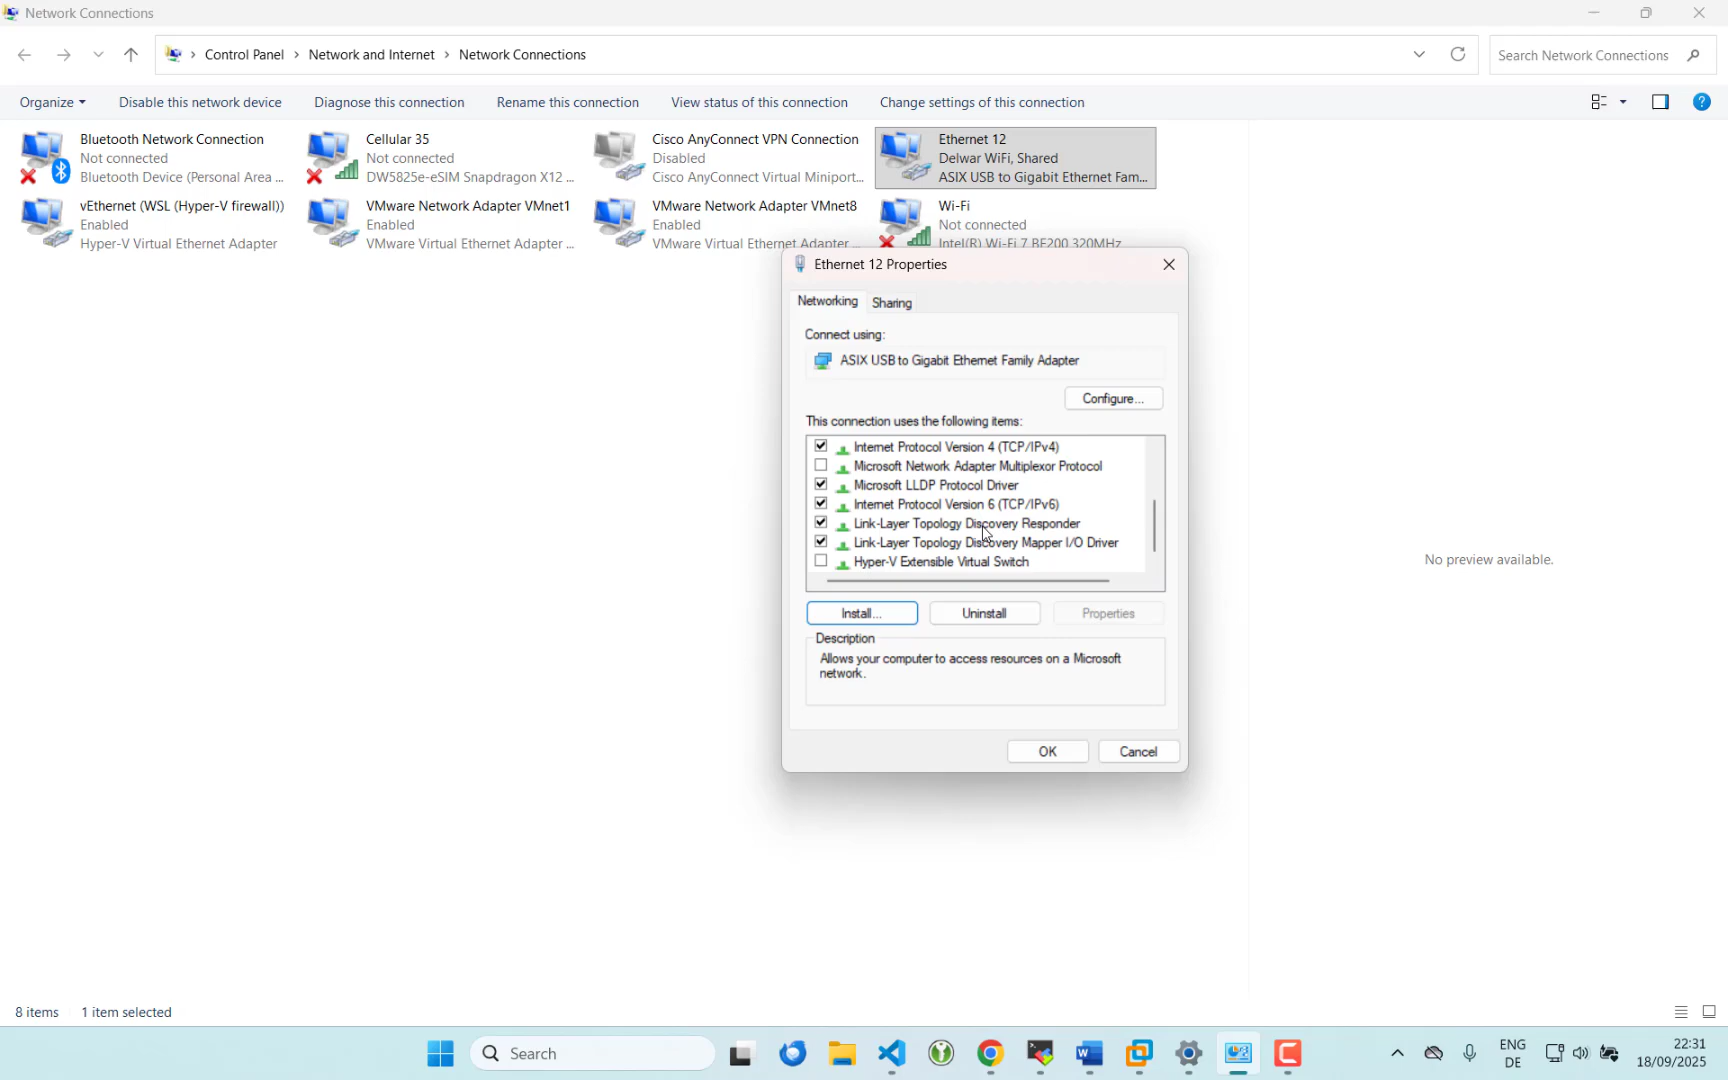 Network Connections
Control Panel > Network and Internet > Network Connections
Search Network Connections
Organize
Disable this network device
Diagnose this connection
Rename this connection
View status of this connection
Change settings of this connection
Bluetooth Network Connection
Not connected
Bluetooth Device (Personal Area ...
Cellular 35
Not connected
DW5825e-eSIM Snapdragon X12 ...
Cisco AnyConnect VPN Connection
Disabled
Cisco AnyConnect Virtual Miniport...
Ethernet 12
Delwar WiFi, Shared
ASIX USB to Gigabit Ethernet Fam...
vEthernet (WSL (Hyper-V firewall))
Enabled
Hyper-V Virtual Ethernet Adapter
VMware Network Adapter VMnet1
Enabled
VMware Virtual Ethernet Adapter ...
VMware Network Adapter VMnet8
Enabled
VMware Virtual Ethernet Adapter ...
Wi-Fi
Not connected
Intel(R) Wi-Fi 7 BE200 320MHz
Ethernet 12 Properties
Networking
Sharing
Connect using:
ASIX USB to Gigabit Ethernet Family Adapter
Configure...
This connection uses the following items:
Internet Protocol Version 4 (TCP/IPv4)
Microsoft Network Adapter Multiplexor Protocol
Microsoft LLDP Protocol Driver
Internet Protocol Version 6 (TCP/IPv6)
Link-Layer Topology Discovery Responder
Link-Layer Topology Discovery Mapper I/O Driver
Hyper-V Extensible Virtual Switch
Install...
Uninstall
Properties
Description
Allows your computer to access resources on a Microsoft
network.
OK
Cancel
No preview available.
8 items
1 item selected
Search
ENG
DE
22:31
18/09/2025